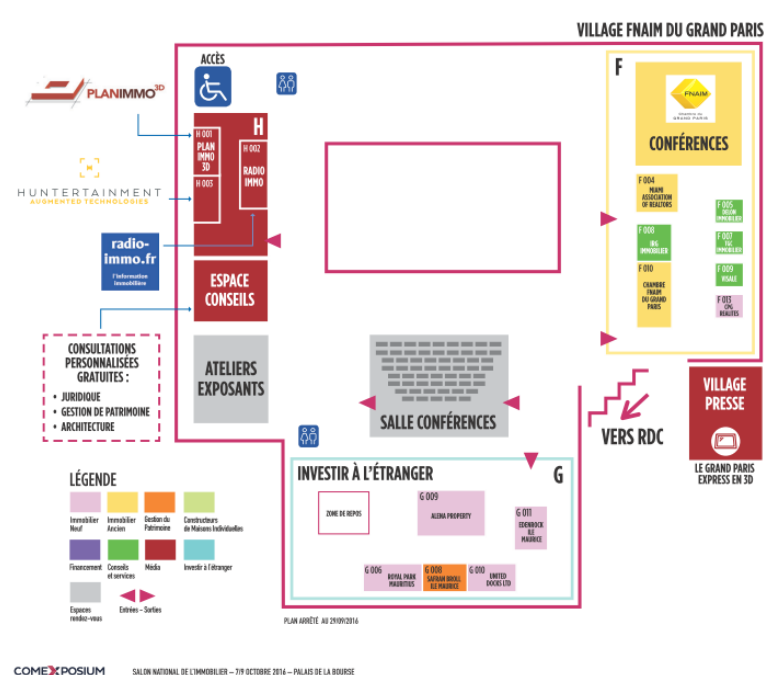 VILLAGE FNAIM DU GRAND PARIS
ACCÈS
PLANIMMO3D
HUNTERTAINMENT
AUGMENTED TECHNOLOGIES
radio-
immo.fr
l'information
immobilière
H
H 001
PLAN
IMMO
3D
H 002
RADIO
IMMO
H 003
ESPACE
CONSEILS
CONSULTATIONS
PERSONNALISÉES
GRATUITES :
• JURIDIQUE
• GESTION DE PATRIMOINE
• ARCHITECTURE
ATELIERS
EXPOSANTS
SALLE CONFÉRENCES
F
FNAIM
GRAND PARIS
CONFÉRENCES
F 004
MIAMI
ASSOCIATION
OF REALTORS
F 005
IMMOBILIER
F 008
IMMOBILIER
F 007
IMMOBILIER
F 010
CHAMBRE
FNAIM
DU GRAND
PARIS
F 009
F 013
CPG
REALITES
VERS RDC
VILLAGE
PRESSE
LE GRAND PARIS
EXPRESS EN 3D
INVESTIR À L'ÉTRANGER
G
ZONE DE REPOS
G 009
ALENA PROPERTY
G 011
EDENROCK
ILE
MAURICE
G 006
ROYAL PARK
MAURITIUS
G 008
SAFRAN BROLL
ILE MAURICE
G 010
UNITED
DOCKS LTD
LÉGENDE
Immobilier
Neuf
Immobilier
Ancien
Gestion du
Patrimoine
Constructeurs
de Maisons Individuelles
Financement
Conseils
et services
Média
Investir à l'étranger
Espaces
rendez-vous
Entrées - Sorties
PLAN ARRÊTÉ AU 29/09/2016
COMEXPOSIUM
SALON NATIONAL DE L'IMMOBILIER – 7/9 OCTOBRE 2016 – PALAIS DE LA BOURSE